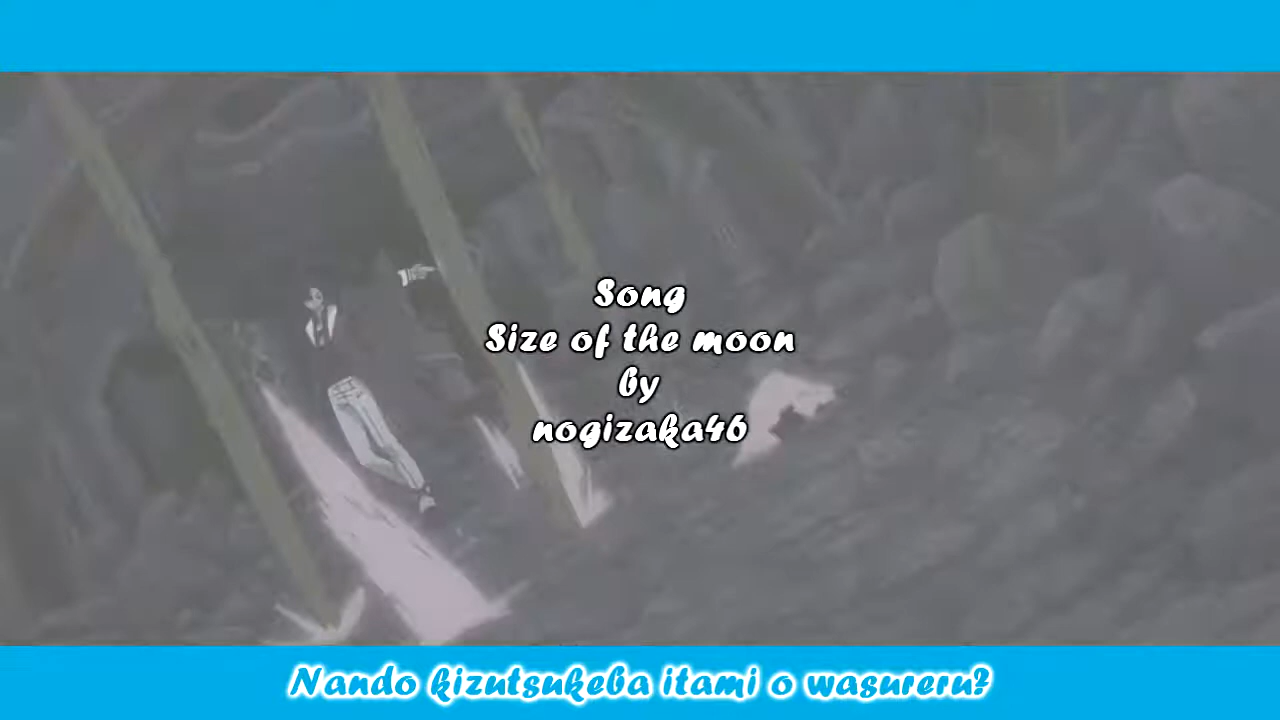 Song
Size of the moon
by
nogizaka46
Nando kizutsukeba itami o wasureru?